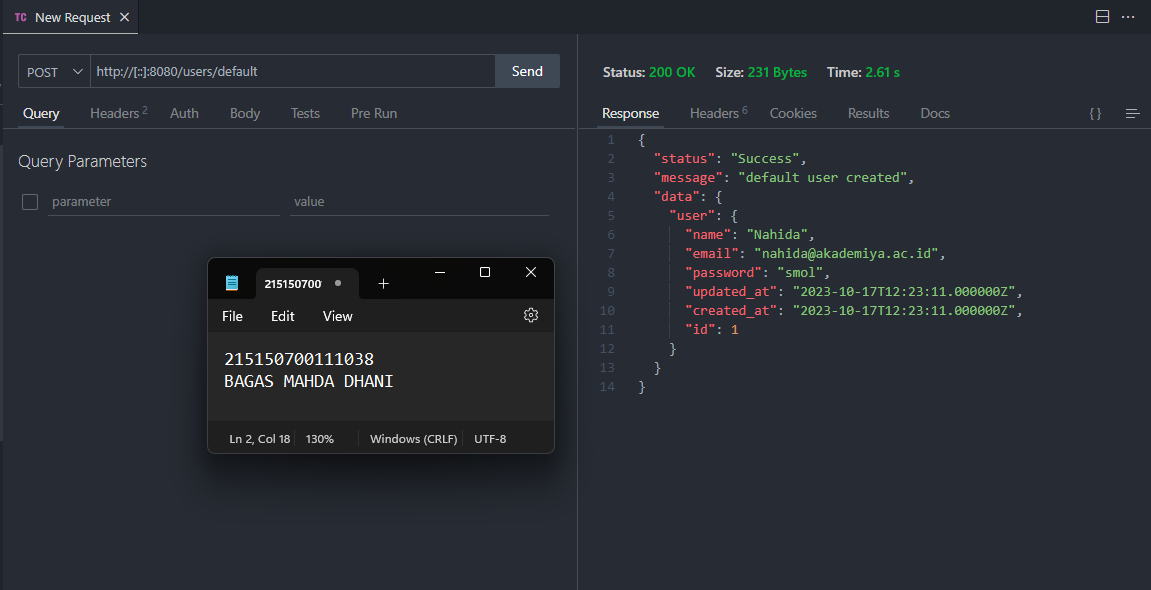 TC New Request
POST http://[::]:8080/users/default Send
Query Headers 2 Auth Body Tests Pre Run
Query Parameters
parameter value
215150700
File Edit View
215150700111038
BAGAS MAHDA DHANI
Ln 2, Col 18 130% Windows (CRLF) UTF-8
Status: 200 OK Size: 231 Bytes Time: 2.61 s
Response Headers 6 Cookies Results Docs { }
1 {
2 "status": "Success",
3 "message": "default user created",
4 "data": {
5 "user": {
6 "name": "Nahida",
7 "email": "nahida@akademiya.ac.id",
8 "password": "smol",
9 "updated_at": "2023-10-17T12:23:11.000000Z",
10 "created_at": "2023-10-17T12:23:11.000000Z",
11 "id": 1
12 }
13 }
14 }